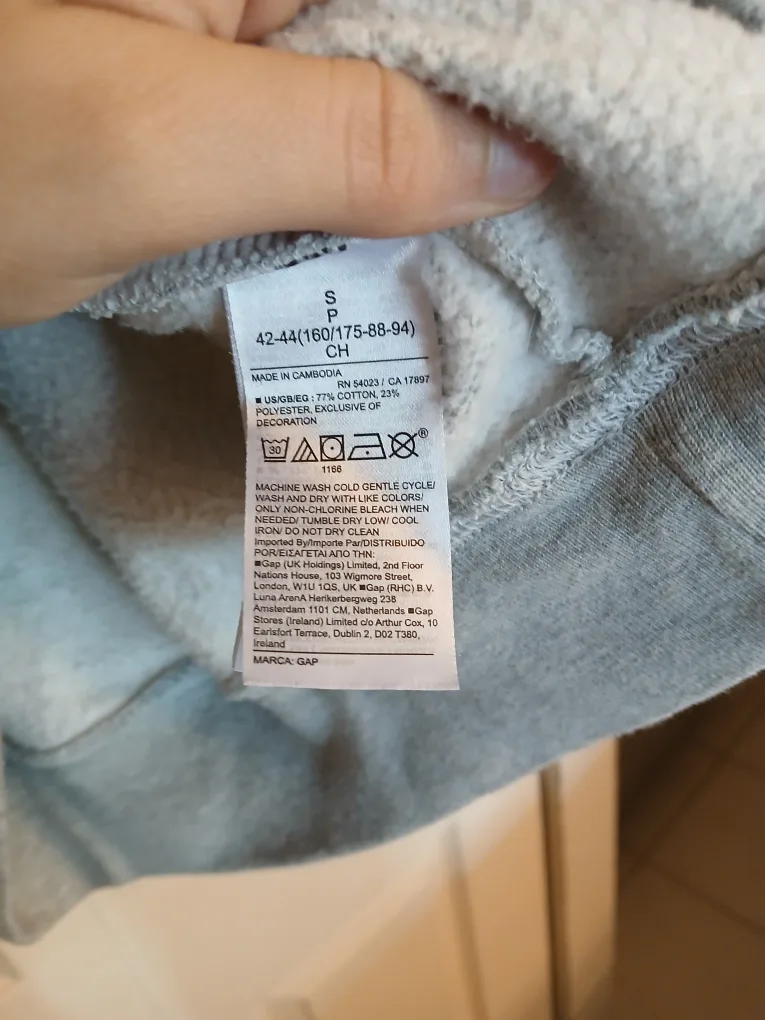 S
P
42-44(160/175-88-94)
CH
MADE IN CAMBODIA
RN 54023 / CA 17897
■ US/GB/EG : 77% COTTON, 23%
POLYESTER, EXCLUSIVE OF
DECORATION
30
®
1166
MACHINE WASH COLD GENTLE CYCLE/
WASH AND DRY WITH LIKE COLORS/
ONLY NON-CHLORINE BLEACH WHEN
NEEDED/ TUMBLE DRY LOW/ COOL
IRON/ DO NOT DRY CLEAN
Imported By/Importe Par/DISTRIBUIDO
POR/ΕΙΣΑΓΕΤΑΙ ΑΠΟ ΤΗΝ:
■Gap (UK Holdings) Limited, 2nd Floor
Nations House, 103 Wigmore Street,
London, W1U 1QS, UK ■Gap (RHC) B.V.
Luna ArenA Herikerbergweg 238
Amsterdam 1101 CM, Netherlands ■Gap
Stores (Ireland) Limited c/o Arthur Cox, 10
Earlsfort Terrace, Dublin 2, D02 T380,
Ireland
MARCA: GAP